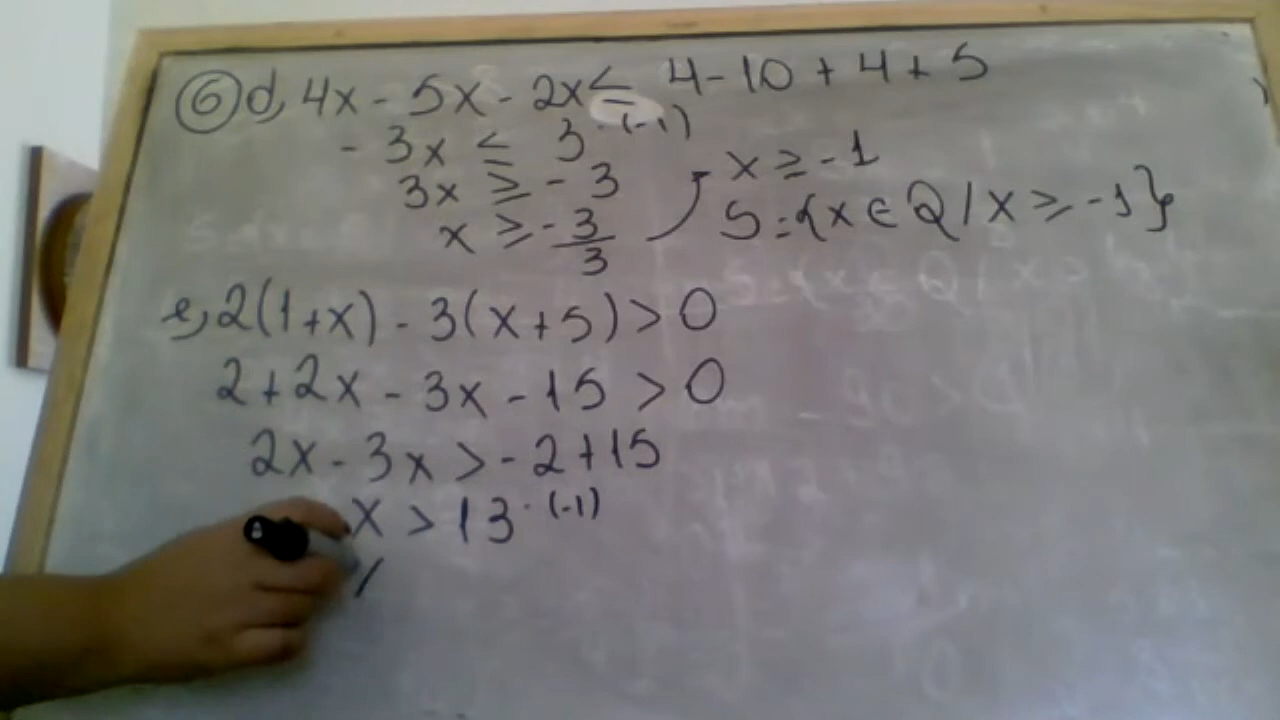 6 d, 4x - 5x - 2x ≤ 4 - 10 + 4 + 5
- 3x ≤ 3 · (-1)
3x ≥ - 3
x ≥ - 3/3
x ≥ - 1
S = {x ∈ Q / x ≥ - 1}
e, 2(1+x) - 3(x+5) > 0
2 + 2x - 3x - 15 > 0
2x - 3x > - 2 + 15
x > 13 · (-1)